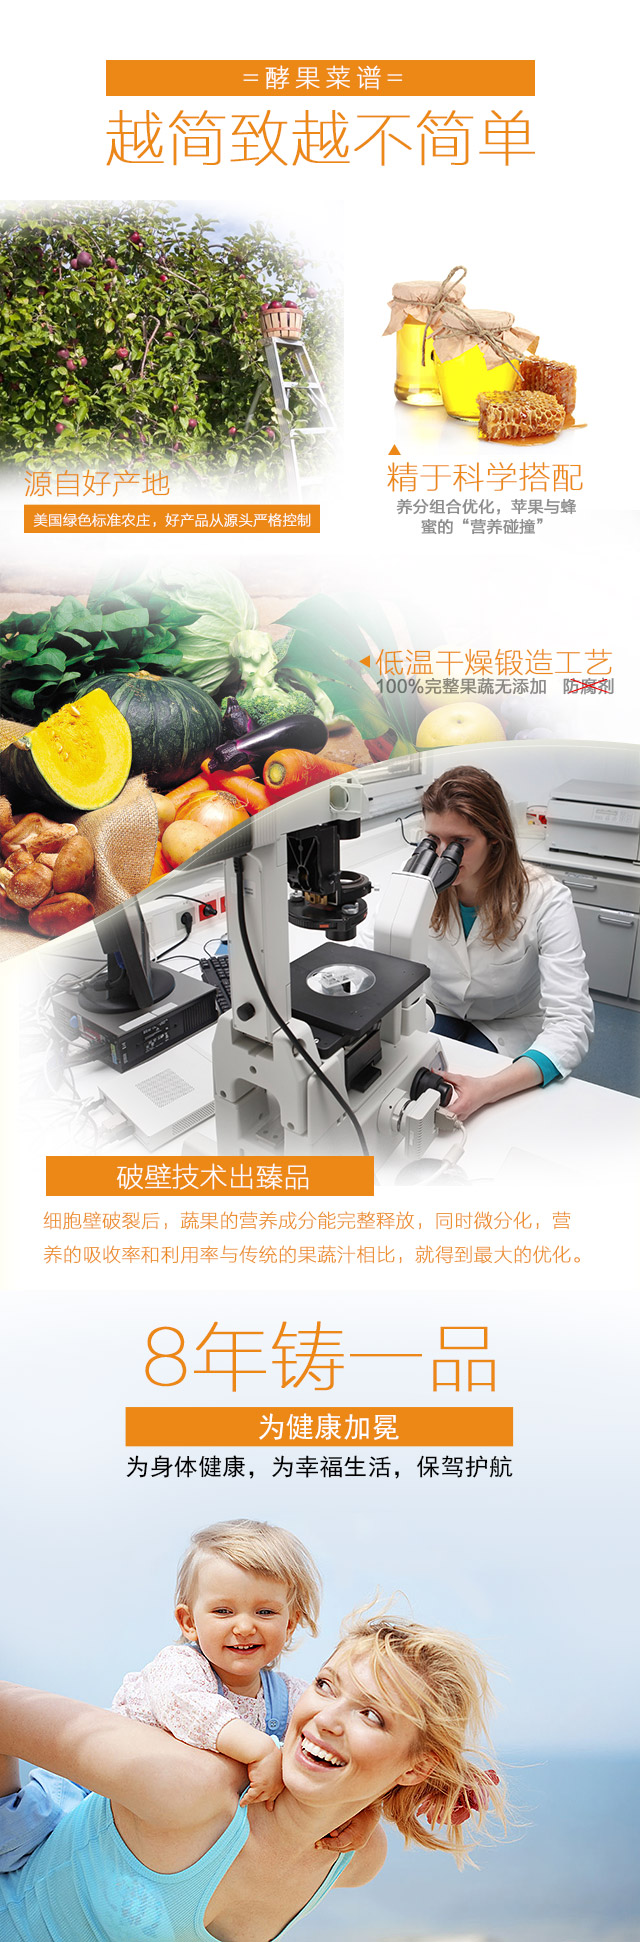 =酵果菜谱=
越简致越不简单
源自好产地
美国绿色标准农庄，好产品从源头严格控制
精于科学搭配
养分组合优化，苹果与蜂
蜜的“营养碰撞”
低温干燥锻造工艺
100%完整果蔬无添加 防腐剂
破壁技术出臻品
细胞壁破裂后，蔬果的营养成分能完整释放，同时微分化，营
养的吸收率和利用率与传统的果蔬汁相比，就得到最大的优化。
8年铸一品
为健康加冕
为身体健康，为幸福生活，保驾护航